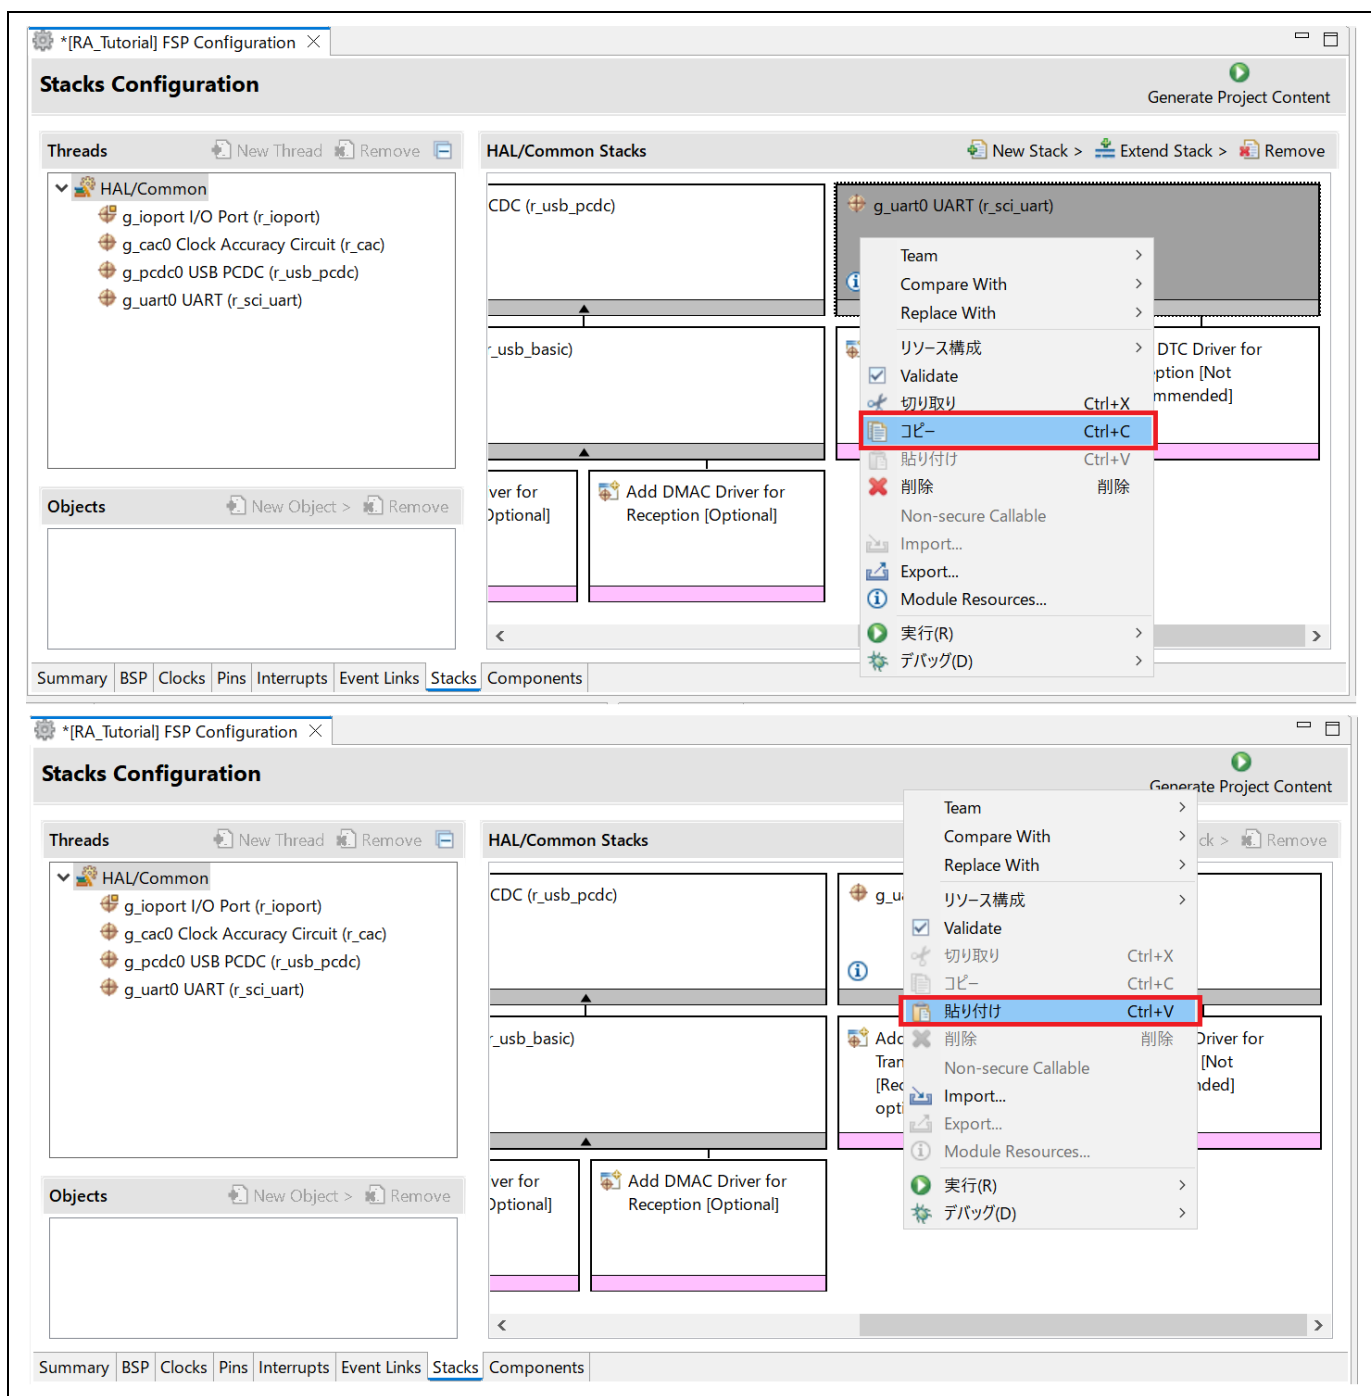 *[RA_Tutorial] FSP Configuration
Stacks Configuration
Generate Project Content
Threads
New Thread
Remove
HAL/Common
g_ioport I/O Port (r_ioport)
g_cac0 Clock Accuracy Circuit (r_cac)
g_pcdc0 USB PCDC (r_usb_pcdc)
g_uart0 UART (r_sci_uart)
Objects
New Object >
Remove
HAL/Common Stacks
New Stack >
Extend Stack >
Remove
CDC (r_usb_pcdc)
r_usb_basic)
ver for
Optional]
Add DMAC Driver for
Reception [Optional]
g_uart0 UART (r_sci_uart)
DTC Driver for
ption [Not
mmended]
Team
Compare With
Replace With
リソース構成
Validate
切り取り Ctrl+X
コピー Ctrl+C
貼り付け Ctrl+V
削除 削除
Non-secure Callable
Import...
Export...
Module Resources...
実行(R)
デバッグ(D)
Summary BSP Clocks Pins Interrupts Event Links Stacks Components
*[RA_Tutorial] FSP Configuration
Stacks Configuration
Generate Project Content
Threads
New Thread
Remove
HAL/Common
g_ioport I/O Port (r_ioport)
g_cac0 Clock Accuracy Circuit (r_cac)
g_pcdc0 USB PCDC (r_usb_pcdc)
g_uart0 UART (r_sci_uart)
Objects
New Object >
Remove
HAL/Common Stacks
ck >
Remove
CDC (r_usb_pcdc)
r_usb_basic)
ver for
Optional]
Add DMAC Driver for
Reception [Optional]
g_u
Add
Tran
[Rec
opti
Driver for
[Not
nded]
Team
Compare With
Replace With
リソース構成
Validate
切り取り Ctrl+X
コピー Ctrl+C
貼り付け Ctrl+V
削除 削除
Non-secure Callable
Import...
Export...
Module Resources...
実行(R)
デバッグ(D)
Summary BSP Clocks Pins Interrupts Event Links Stacks Components